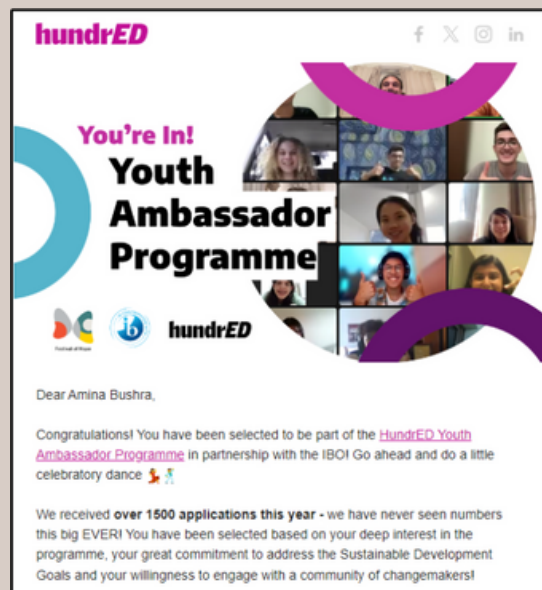 hundrED
You're In!
Youth
Ambassador
Programme
Festival of Hope
ib
hundrED
Dear Amina Bushra,
Congratulations! You have been selected to be part of the HundrED Youth
Ambassador Programme in partnership with the IBO! Go ahead and do a little
celebratory dance 💃🕺
We received over 1500 applications this year - we have never seen numbers
this big EVER! You have been selected based on your deep interest in the
programme, your great commitment to address the Sustainable Development
Goals and your willingness to engage with a community of changemakers!